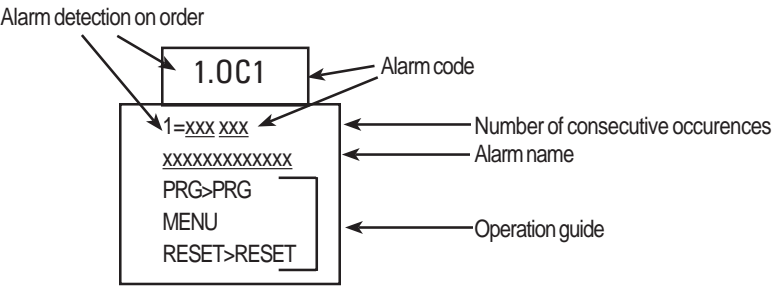 Alarm detection on order
1.OC1
Alarm code
1=xxx xxx
Number of consecutive occurences
xxxxxxxxxxxxx
Alarm name
PRG>PRG
MENU
Operation guide
RESET>RESET